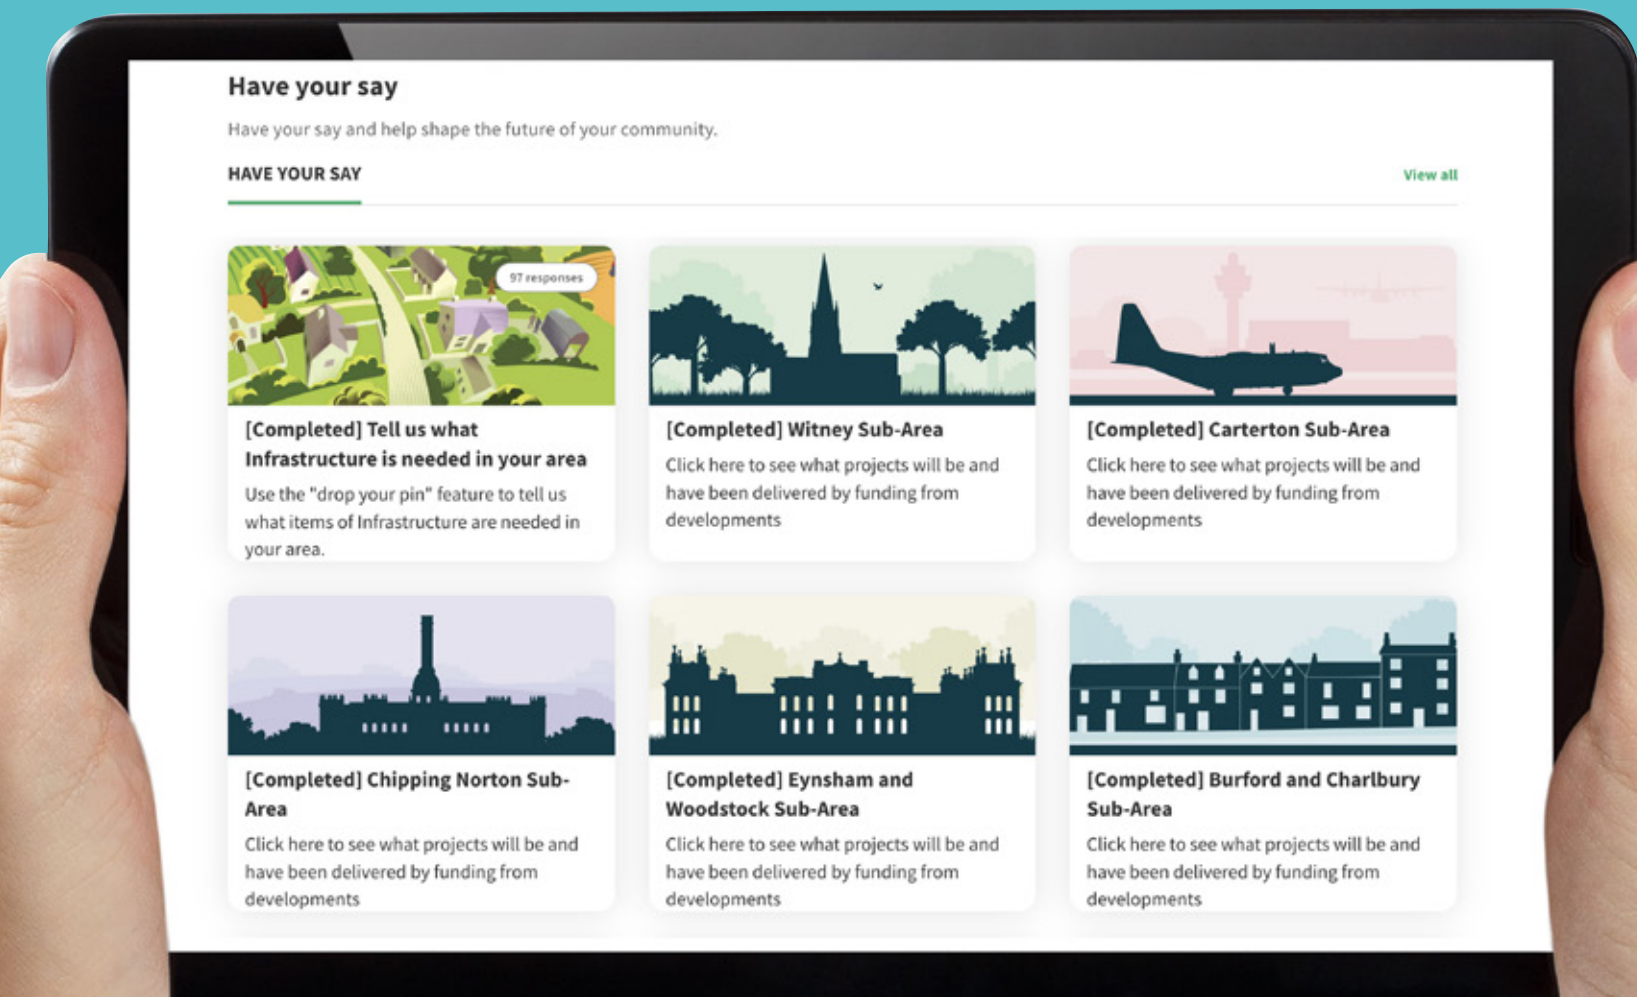 Have your say
Have your say and help shape the future of your community.
HAVE YOUR SAY
View all
97 responses
[Completed] Tell us what
Infrastructure is needed in your area
Use the "drop your pin" feature to tell us
what items of Infrastructure are needed in
your area.
[Completed] Witney Sub-Area
Click here to see what projects will be and
have been delivered by funding from
developments
[Completed] Carterton Sub-Area
Click here to see what projects will be and
have been delivered by funding from
developments
[Completed] Chipping Norton Sub-
Area
Click here to see what projects will be and
have been delivered by funding from
developments
[Completed] Eynsham and
Woodstock Sub-Area
Click here to see what projects will be and
have been delivered by funding from
developments
[Completed] Burford and Charlbury
Sub-Area
Click here to see what projects will be and
have been delivered by funding from
developments